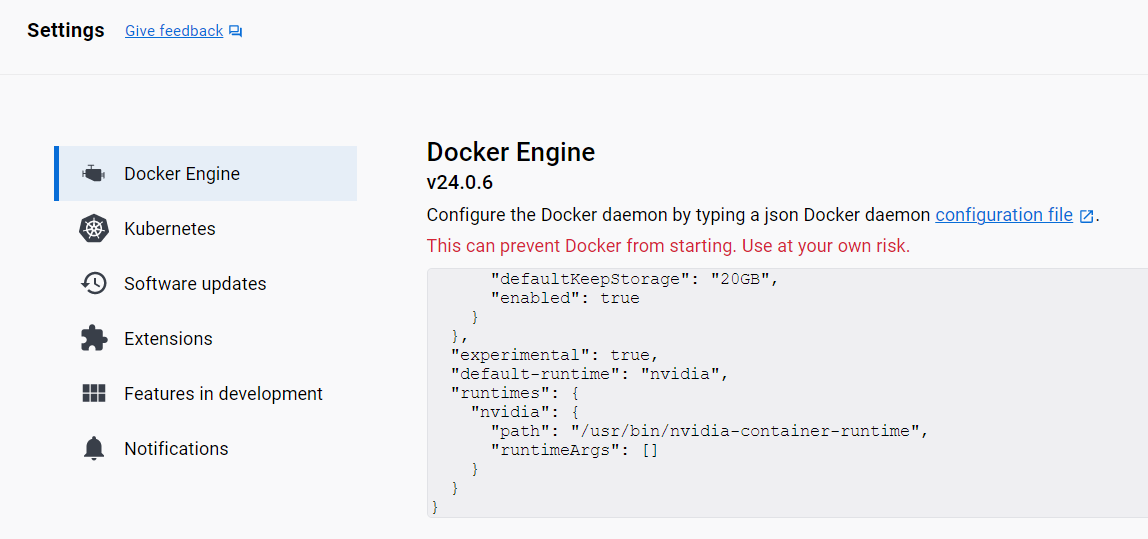 Settings Give feedback
Docker Engine
Kubernetes
Software updates
Extensions
Features in development
Notifications
Docker Engine
v24.0.6
Configure the Docker daemon by typing a json Docker daemon configuration file.
This can prevent Docker from starting. Use at your own risk.
"defaultKeepStorage": "20GB",
"enabled": true
}
},
"experimental": true,
"default-runtime": "nvidia",
"runtimes": {
"nvidia": {
"path": "/usr/bin/nvidia-container-runtime",
"runtimeArgs": []
}
}
}